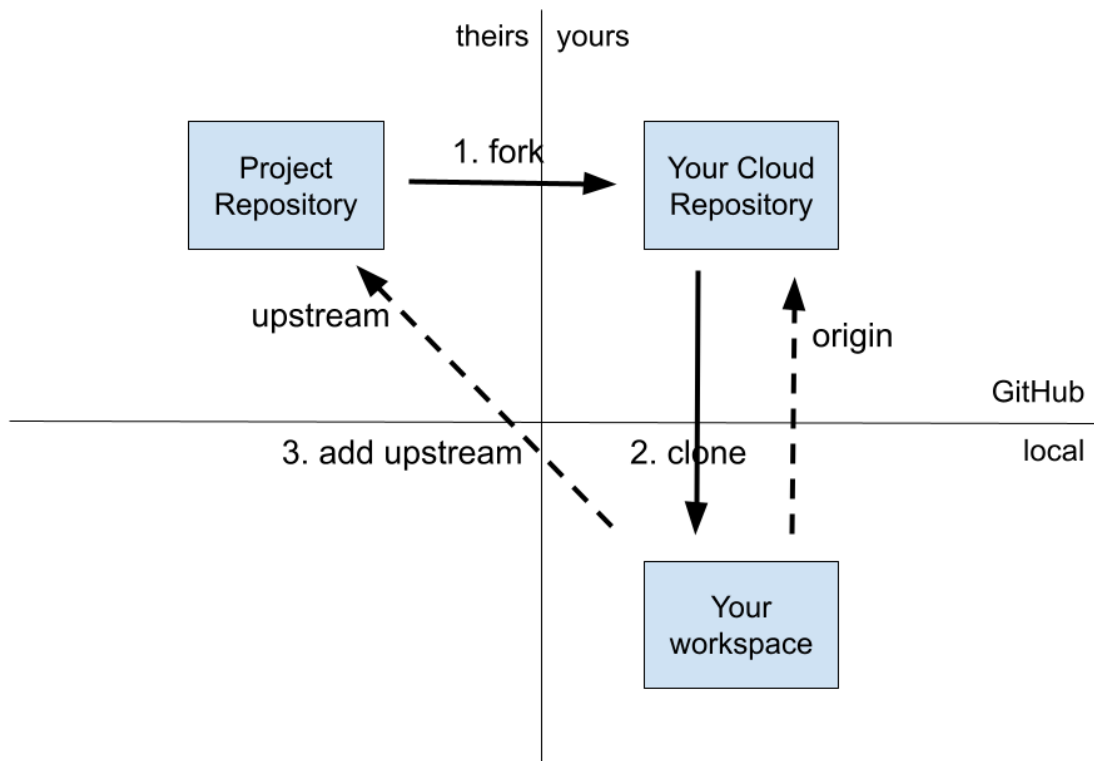 theirs
yours
1. fork
Project
Repository
Your Cloud
Repository
upstream
origin
GitHub
3. add upstream
2. clone
local
Your
workspace